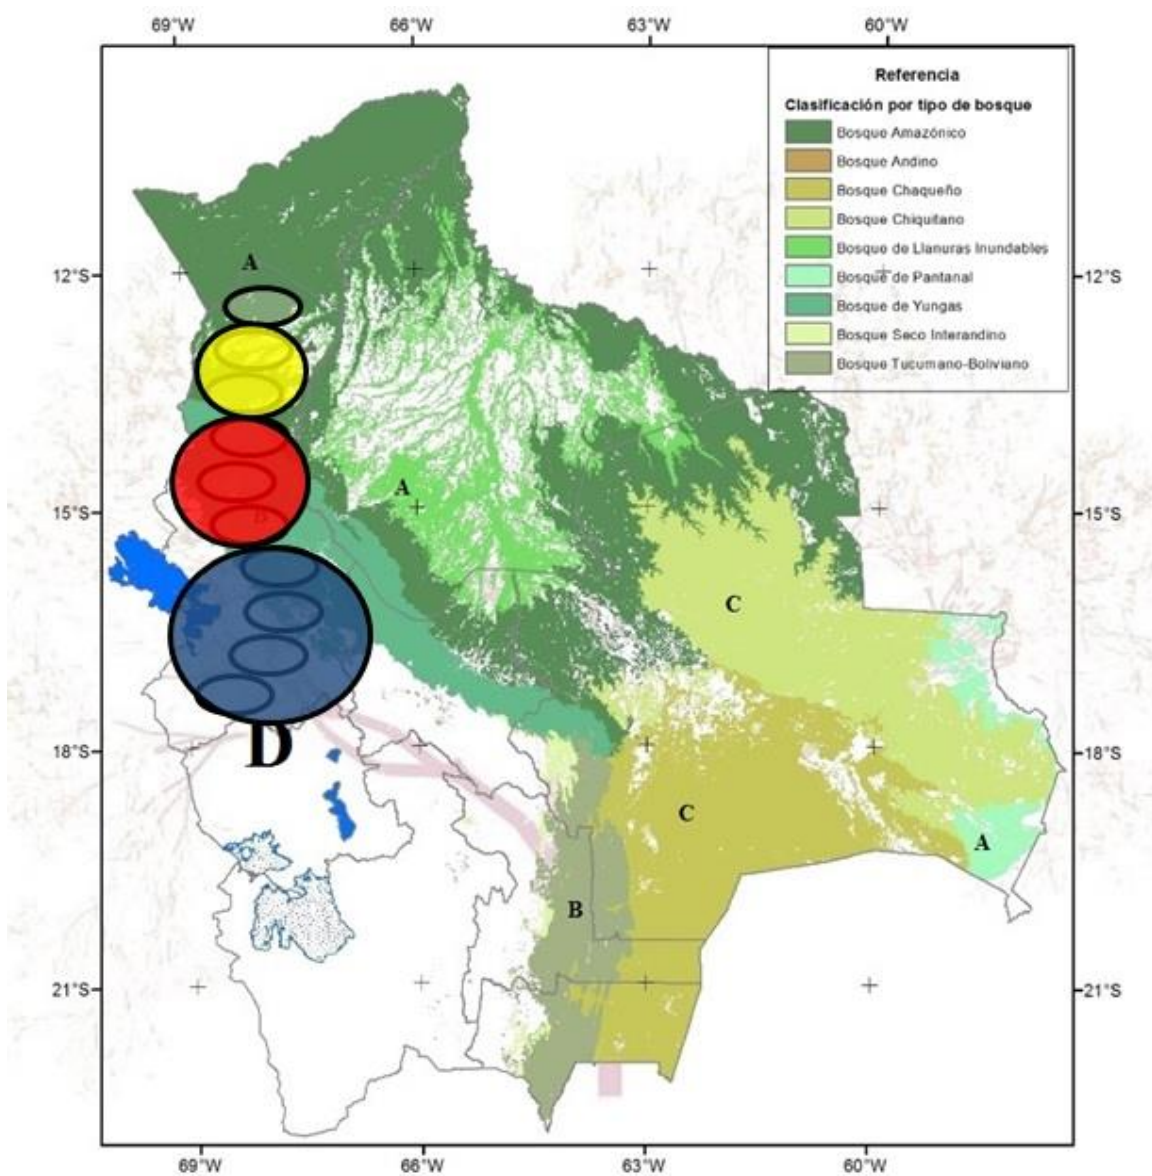 69°W 66°W 63°W 60°W
Referencia
Clasificación por tipo de bosque
Bosque Amazónico
Bosque Andino
Bosque Chaqueño
Bosque Chiquitano
Bosque de Llanuras Inundables
Bosque de Pantanal
Bosque de Yungas
Bosque Seco Interandino
Bosque Tucumano-Boliviano
A
12°S 12°S
A
15°S 15°S
B
C
D
18°S 18°S
C
A
B
21°S 21°S
69°W 66°W 63°W 60°W